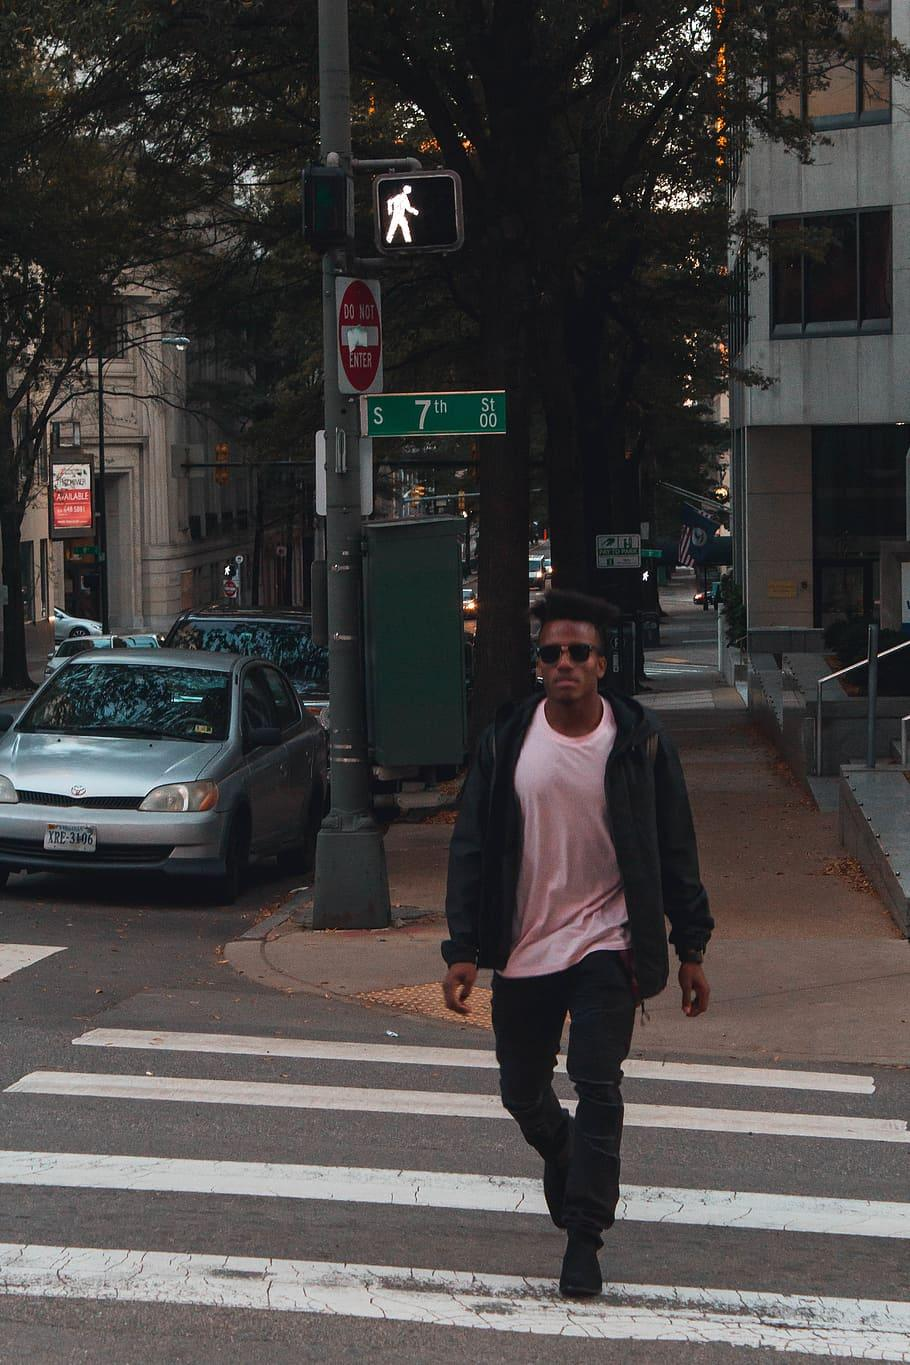 DO NOT
ENTER
S 7th St
00
AVAILABLE
PAY TO PARK
XRE-3106